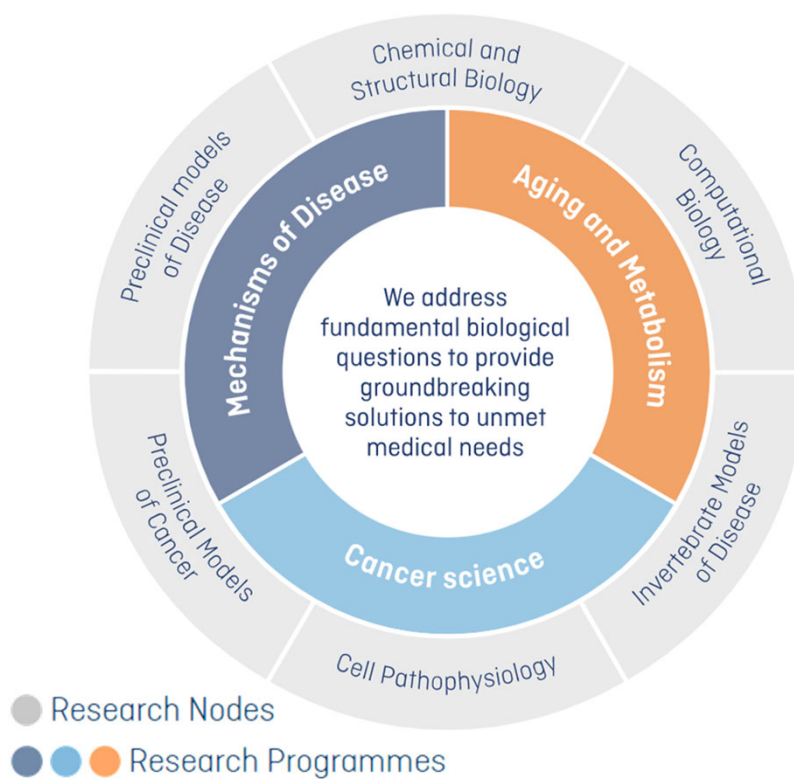 Chemical and
Structural Biology
Computational
Biology
Invertebrate Models
of Disease
Cell Pathophysiology
Preclinical Models
of Cancer
Preclinical models
of Disease
Mechanisms of Disease
Aging and Metabolism
Cancer science
We address
fundamental biological
questions to provide
groundbreaking
solutions to unmet
medical needs
Research Nodes
Research Programmes